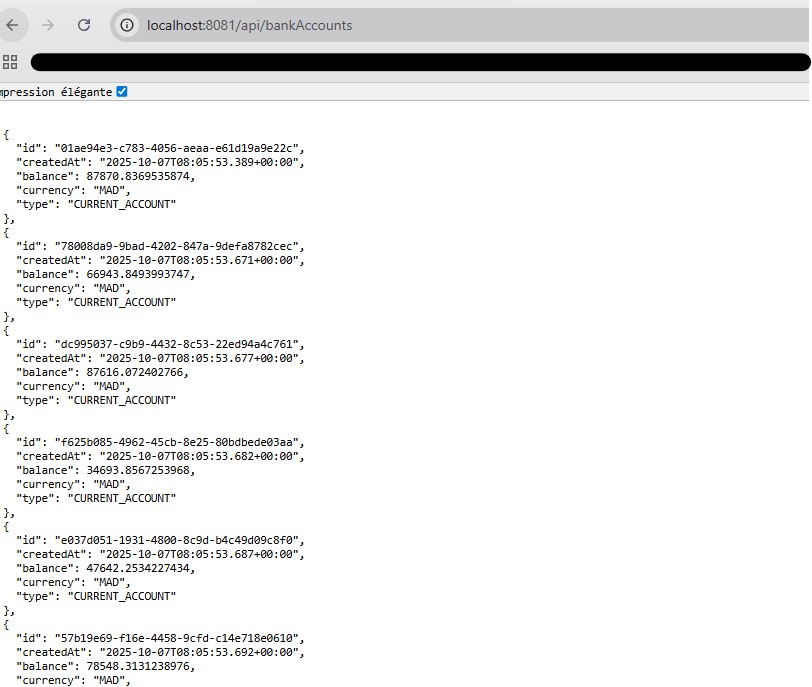 localhost:8081/api/bankAccounts
mpression élégante
{
"id": "01ae94e3-c783-4056-aeaa-e61d19a9e22c",
"createdAt": "2025-10-07T08:05:53.389+00:00",
"balance": 87870.8369535874,
"currency": "MAD",
"type": "CURRENT_ACCOUNT"
},
{
"id": "78008da9-9bad-4202-847a-9defa8782cec",
"createdAt": "2025-10-07T08:05:53.671+00:00",
"balance": 66943.8493993747,
"currency": "MAD",
"type": "CURRENT_ACCOUNT"
},
{
"id": "dc995037-c9b9-4432-8c53-22ed94a4c761",
"createdAt": "2025-10-07T08:05:53.677+00:00",
"balance": 87616.072402766,
"currency": "MAD",
"type": "CURRENT_ACCOUNT"
},
{
"id": "f625b085-4962-45cb-8e25-80bdbede03aa",
"createdAt": "2025-10-07T08:05:53.682+00:00",
"balance": 34693.8567253968,
"currency": "MAD",
"type": "CURRENT_ACCOUNT"
},
{
"id": "e037d051-1931-4800-8c9d-b4c49d09c8f0",
"createdAt": "2025-10-07T08:05:53.687+00:00",
"balance": 47642.2534227434,
"currency": "MAD",
"type": "CURRENT_ACCOUNT"
},
{
"id": "57b19e69-f16e-4458-9cfd-c14e718e0610",
"createdAt": "2025-10-07T08:05:53.692+00:00",
"balance": 78548.3131238976,
"currency": "MAD",